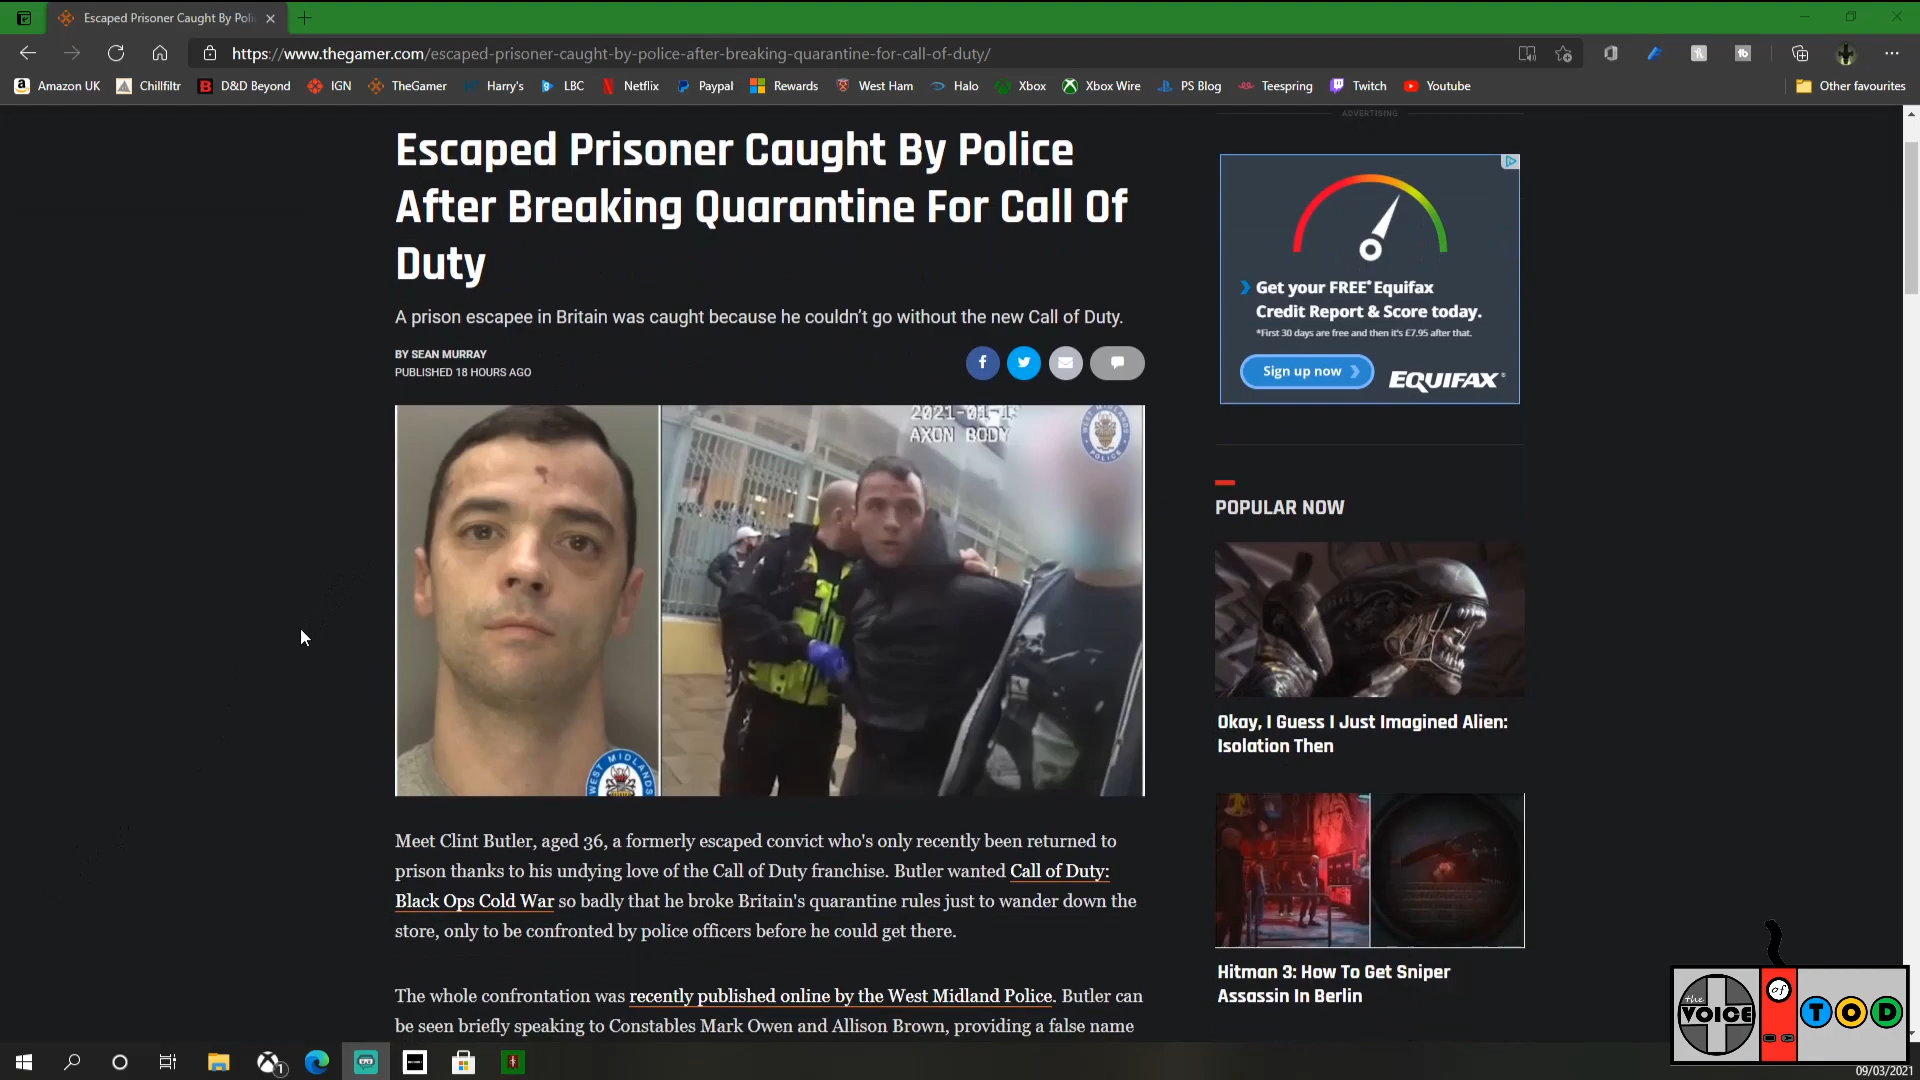 Escaped Prisoner Caught By Poli
https://www.thegamer.com/escaped-prisoner-caught-by-police-after-breaking-quarantine-for-call-of-duty/
Amazon UK Chillfiltr D&D Beyond IGN TheGamer Harry's LBC Netflix Paypal Rewards West Ham Halo Xbox Xbox Wire PS Blog Teespring Twitch Youtube Other favourites
Escaped Prisoner Caught By Police
After Breaking Quarantine For Call Of
Duty
A prison escapee in Britain was caught because he couldn't go without the new Call of Duty.
BY SEAN MURRAY
PUBLISHED 18 HOURS AGO
2021-01-1
AXON BODY
WEST MIDLANDS
POLICE
WEST MIDLANDS
Meet Clint Butler, aged 36, a formerly escaped convict who's only recently been returned to
prison thanks to his undying love of the Call of Duty franchise. Butler wanted Call of Duty:
Black Ops Cold War so badly that he broke Britain's quarantine rules just to wander down the
store, only to be confronted by police officers before he could get there.
The whole confrontation was recently published online by the West Midland Police. Butler can
be seen briefly speaking to Constables Mark Owen and Allison Brown, providing a false name
ADVERTISING
Get your FREE* Equifax
Credit Report & Score today.
*First 30 days are free and then it's £7.95 after that.
Sign up now
EQUIFAX
POPULAR NOW
Okay, I Guess I Just Imagined Alien:
Isolation Then
Hitman 3: How To Get Sniper
Assassin In Berlin
the
VOICE of TOD
1
09/03/2021